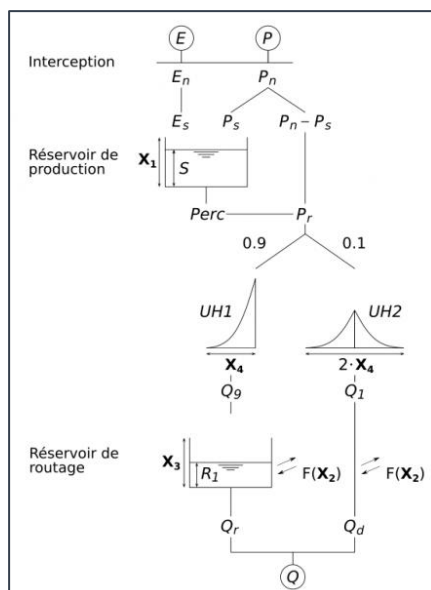 E P
Interception
Eₙ Pₙ
Eₛ Pₛ Pₙ – Pₛ
Réservoir de
production
X₁
S
Perc Pᵣ
0.9 0.1
UH1 UH2
X₄ 2·X₄
Q₉ Q₁
Réservoir de
routage
X₃
R₁ F(X₂) F(X₂)
Qᵣ Q_d
Q